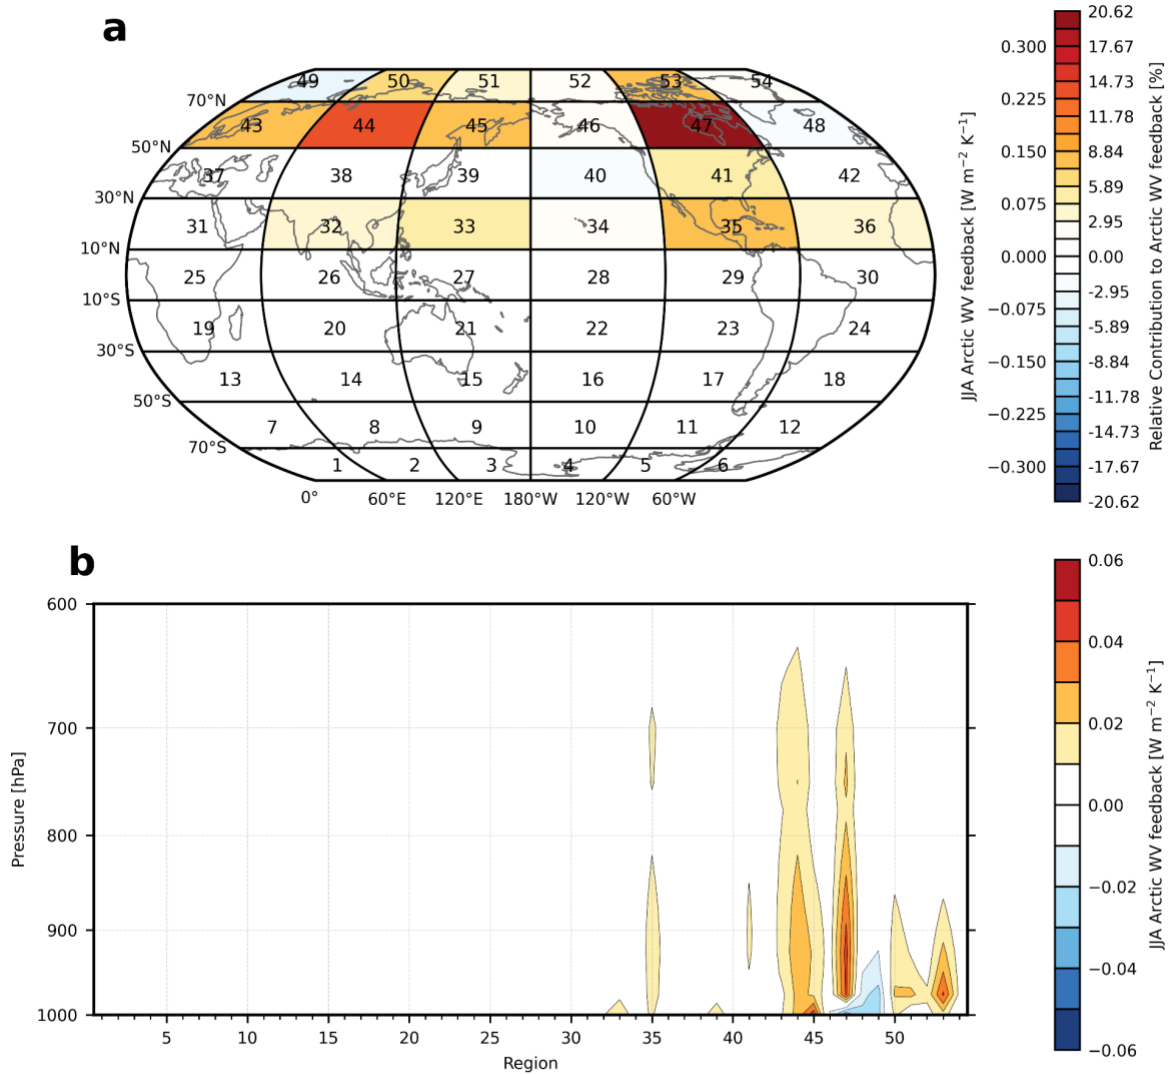 a
49 50 51 52 53 54
70°N
43 44 45 46 47 48
50°N
37 38 39 40 41 42
30°N
31 32 33 34 35 36
10°N
25 26 27 28 29 30
10°S
19 20 21 22 23 24
30°S
13 14 15 16 17 18
50°S
7 8 9 10 11 12
70°S
1 2 3 4 5 6
0° 60°E 120°E 180°W 120°W 60°W
JJA Arctic WV feedback [W m⁻² K⁻¹]
0.300
0.225
0.150
0.075
0.000
−0.075
−0.150
−0.225
−0.300
20.62
17.67
14.73
11.78
8.84
5.89
2.95
0.00
-2.95
-5.89
-8.84
-11.78
-14.73
-17.67
-20.62
Relative Contribution to Arctic WV feedback [%]
b
Pressure [hPa]
600
700
800
900
1000
5 10 15 20 25 30 35 40 45 50
Region
0.06
0.04
0.02
0.00
−0.02
−0.04
−0.06
JJA Arctic WV feedback [W m⁻² K⁻¹]